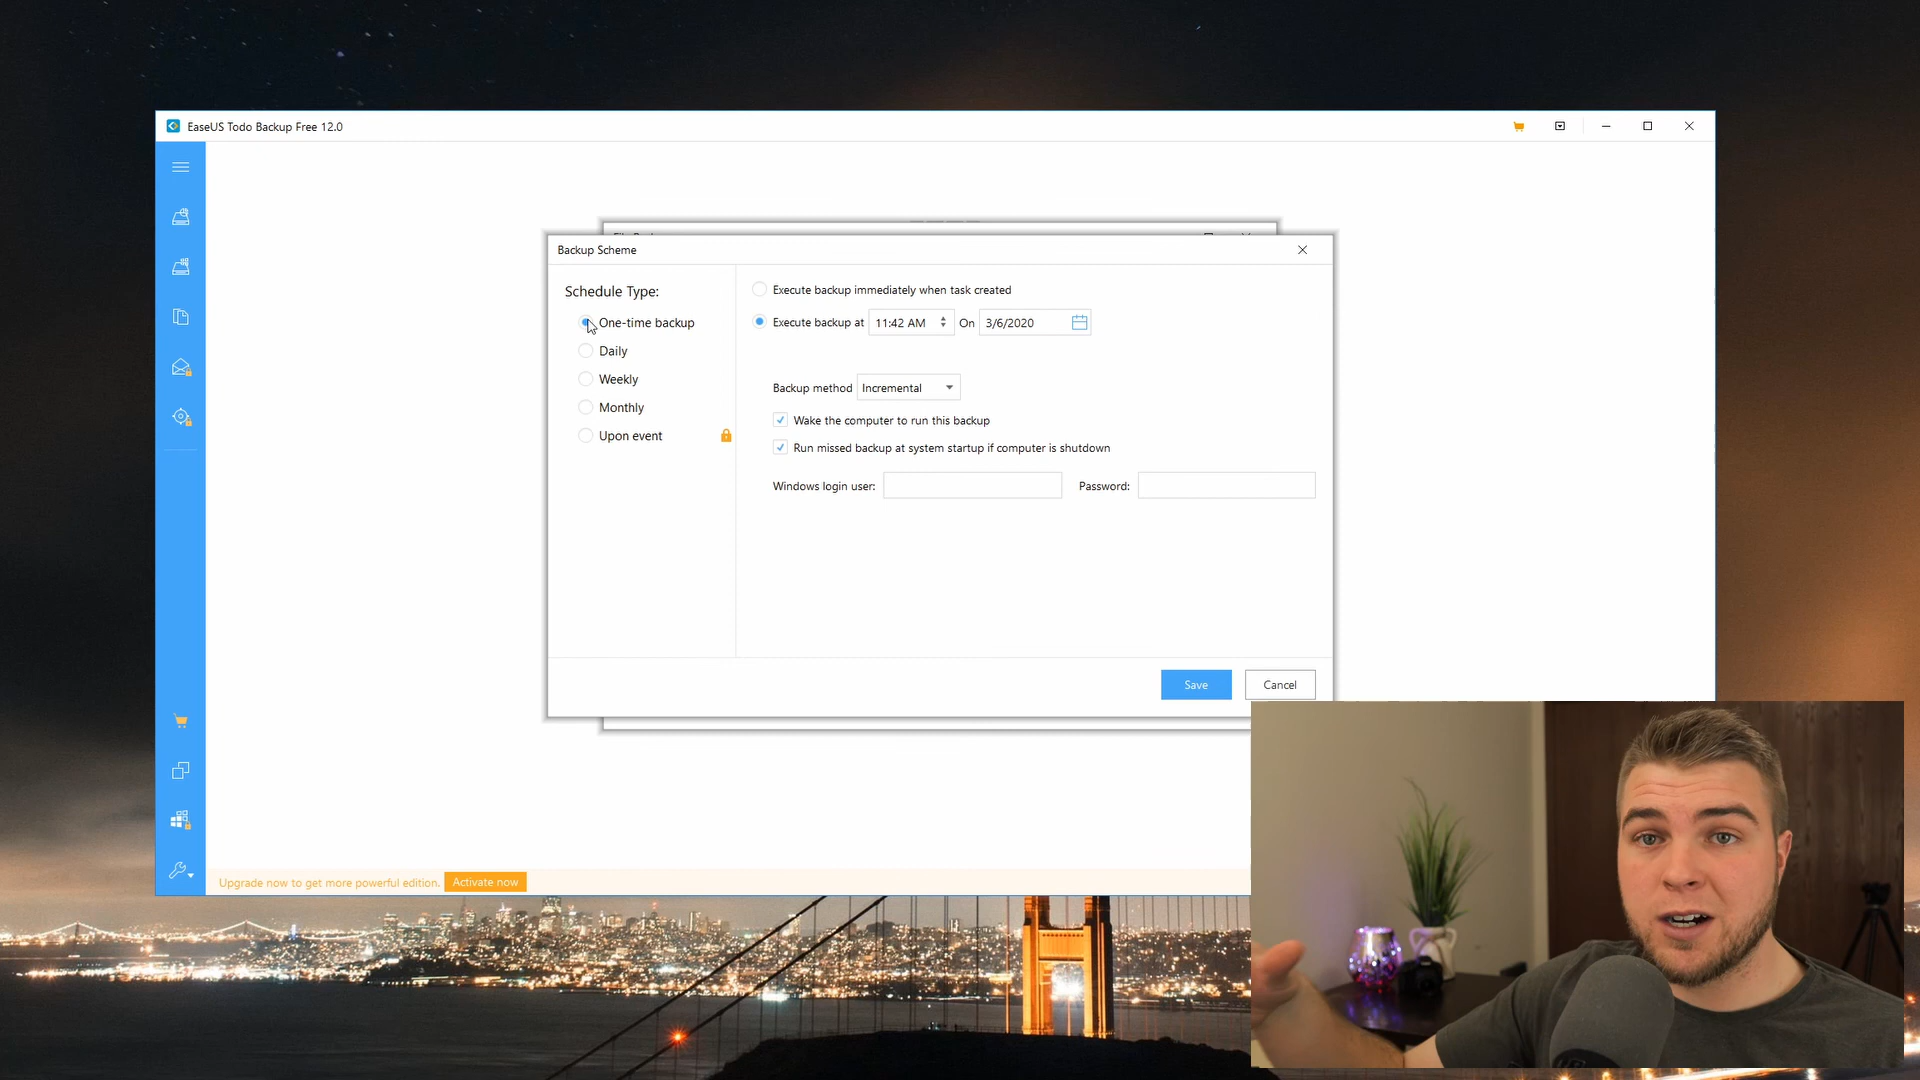 EaseUS Todo Backup Free 12.0
Backup Scheme
Schedule Type:
One-time backup
Daily
Weekly
Monthly
Upon event
Execute backup immediately when task created
Execute backup at 11:42 AM On 3/6/2020
Backup method Incremental
Wake the computer to run this backup
Run missed backup at system startup if computer is shutdown
Windows login user: Password:
Save Cancel
Upgrade now to get more powerful edition. Activate now